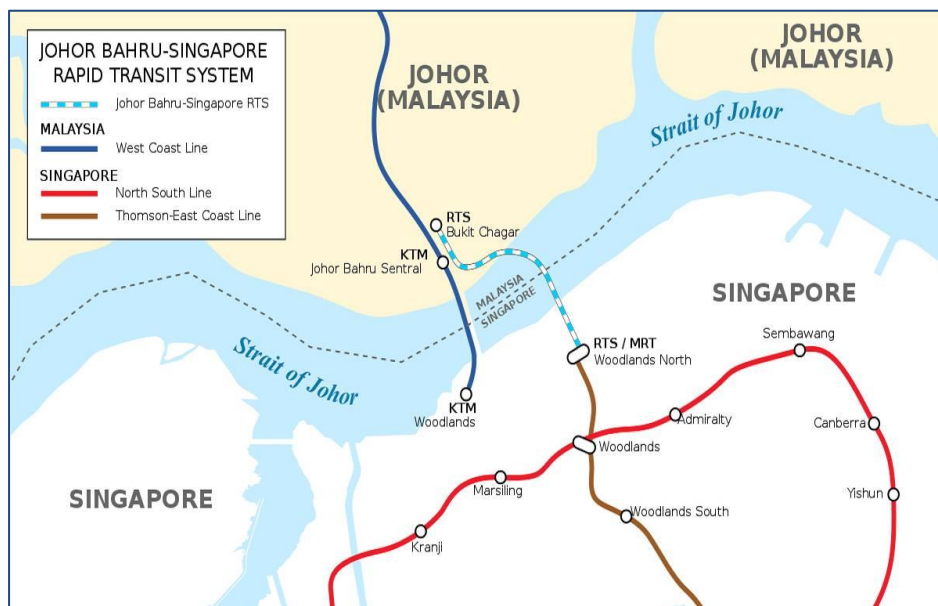 JOHOR BAHRU-SINGAPORE
RAPID TRANSIT SYSTEM
Johor Bahru-Singapore RTS
MALAYSIA
West Coast Line
SINGAPORE
North South Line
Thomson-East Coast Line
JOHOR
(MALAYSIA)
JOHOR
(MALAYSIA)
Strait of Johor
RTS
Bukit Chagar
KTM
Johor Bahru Sentral
MALAYSIA
SINGAPORE
SINGAPORE
Sembawang
RTS / MRT
Woodlands North
Strait of Johor
KTM
Woodlands
Admiralty
Canberra
Woodlands
Marsiling
SINGAPORE
Yishun
Woodlands South
Kranji